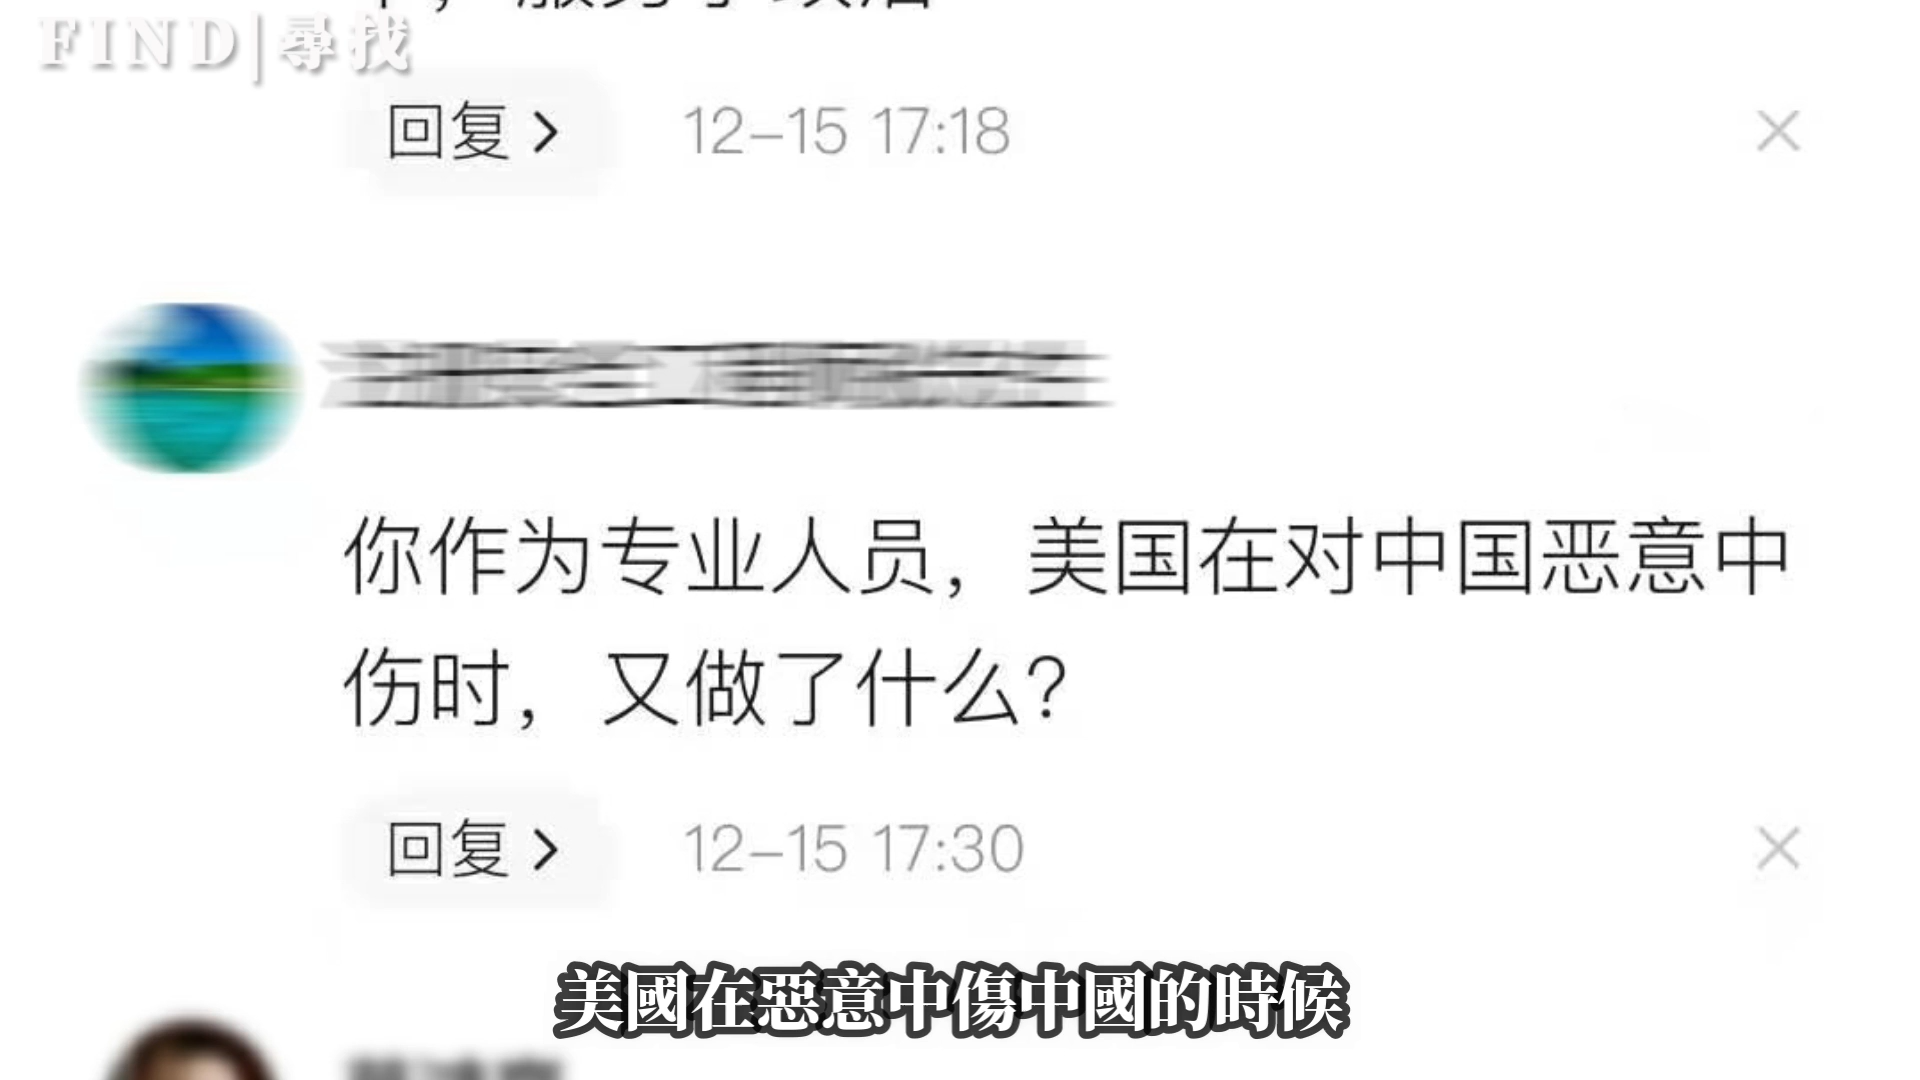 FIND|尋找
回复 >
12-15 17:18
你作为专业人员，美国在对中国恶意中
伤时，又做了什么？
回复 >
12-15 17:30
美國在惡意中傷中國的時候